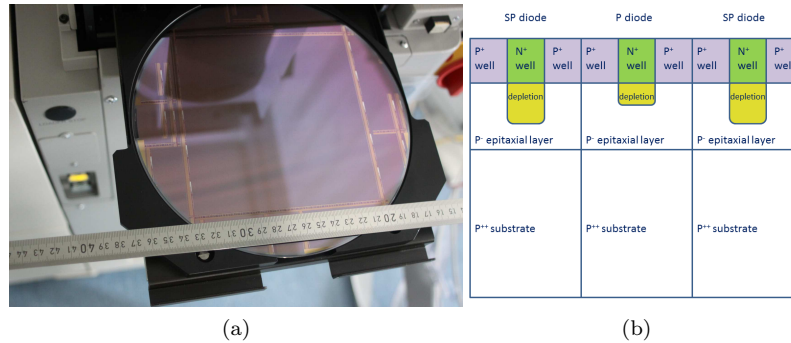 SP diode P diode SP diode
P+ well N+ well P+ well P+ well N+ well P+ well P+ well N+ well P+ well
depletion depletion depletion
P- epitaxial layer P- epitaxial layer P- epitaxial layer
P++ substrate P++ substrate P++ substrate
44 43 42 41 40 39 38 37 36 35 34 33 32 31 30 29 28 27 26 25 24 23 22 21 20 19 18 17 16 15
(a) (b)